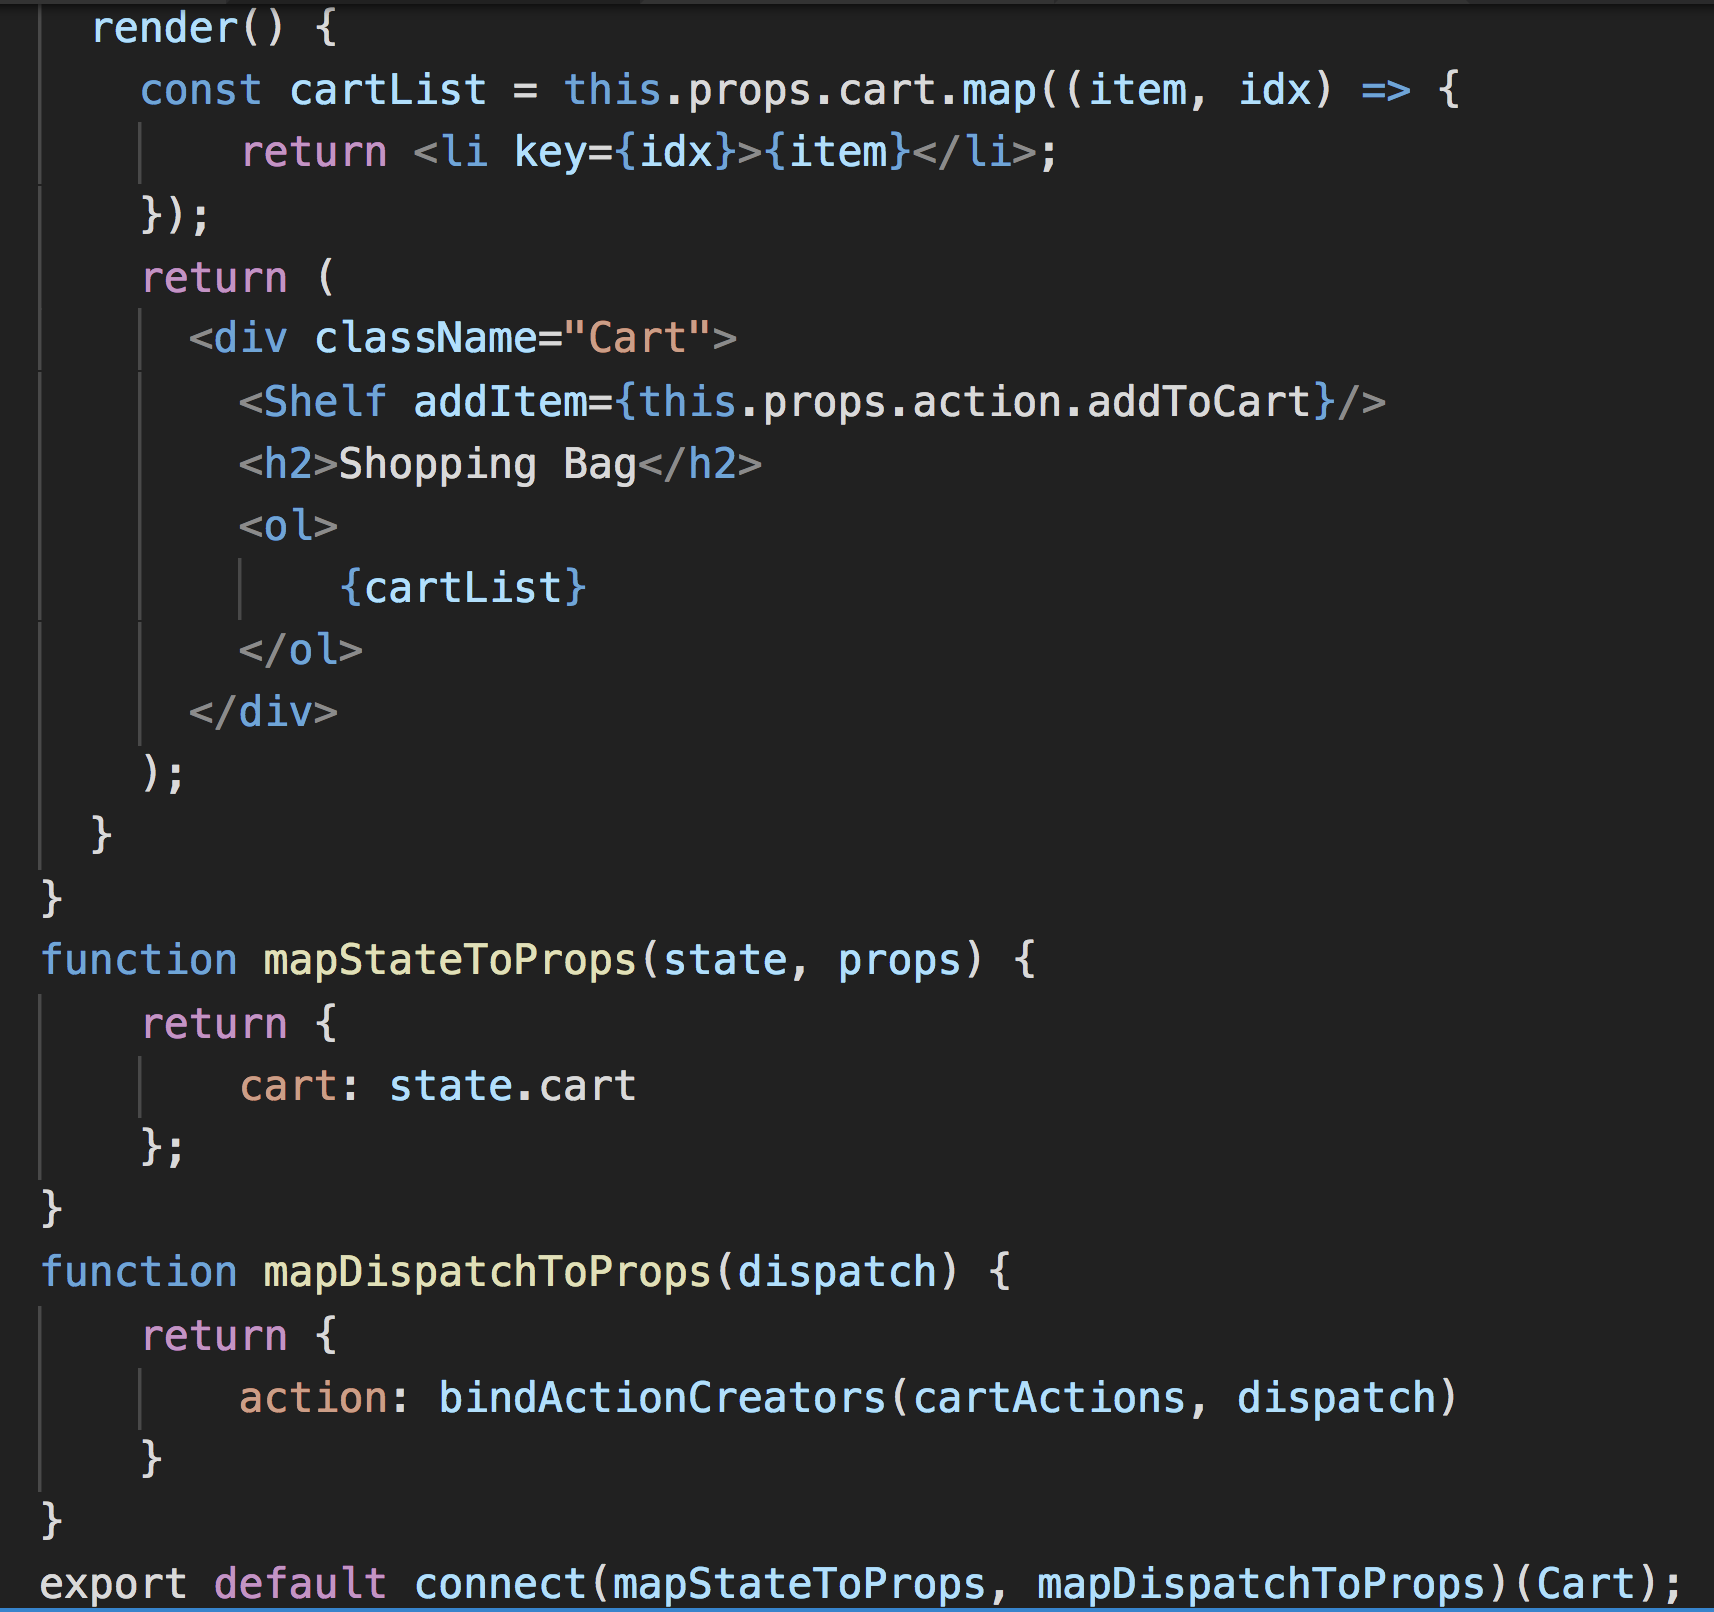 render() {
const cartList = this.props.cart.map((item, idx) => {
return <li key={idx}>{item}</li>;
});
return (
<div className="Cart">
<Shelf addItem={this.props.action.addToCart}/>
<h2>Shopping Bag</h2>
<ol>
{cartList}
</ol>
</div>
);
}
}
function mapStateToProps(state, props) {
return {
cart: state.cart
};
}
function mapDispatchToProps(dispatch) {
return {
action: bindActionCreators(cartActions, dispatch)
}
}
export default connect(mapStateToProps, mapDispatchToProps)(Cart);